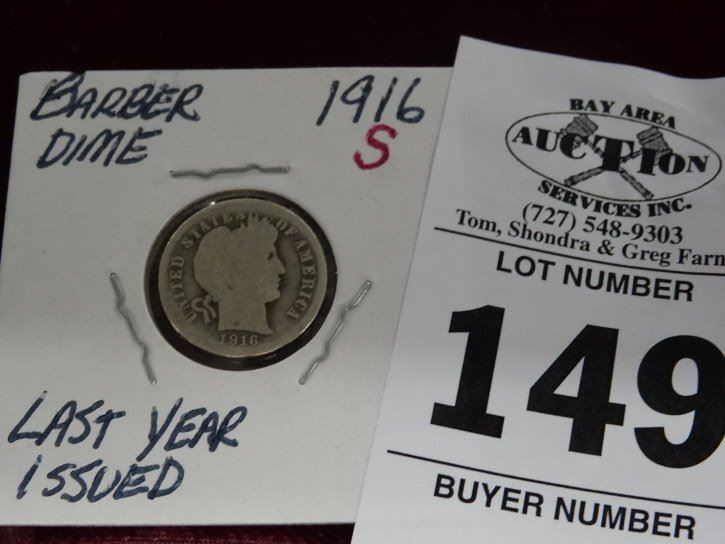 BARBER
DIME
1916
S
UNITED STATES OF AMERICA
1916
LAST YEAR
ISSUED
BAY AREA
AUCTION
SERVICES INC.
(727) 548-9303
Tom, Shondra & Greg Farn
LOT NUMBER
149
BUYER NUMBER